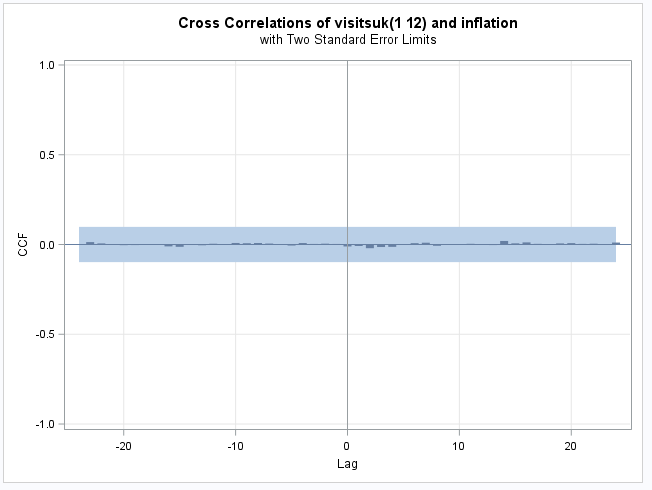 Cross Correlations of visitsuk(1 12) and inflation
with Two Standard Error Limits
1.0
0.5
0.0
-0.5
-1.0
CCF
-20
-10
0
10
20
Lag